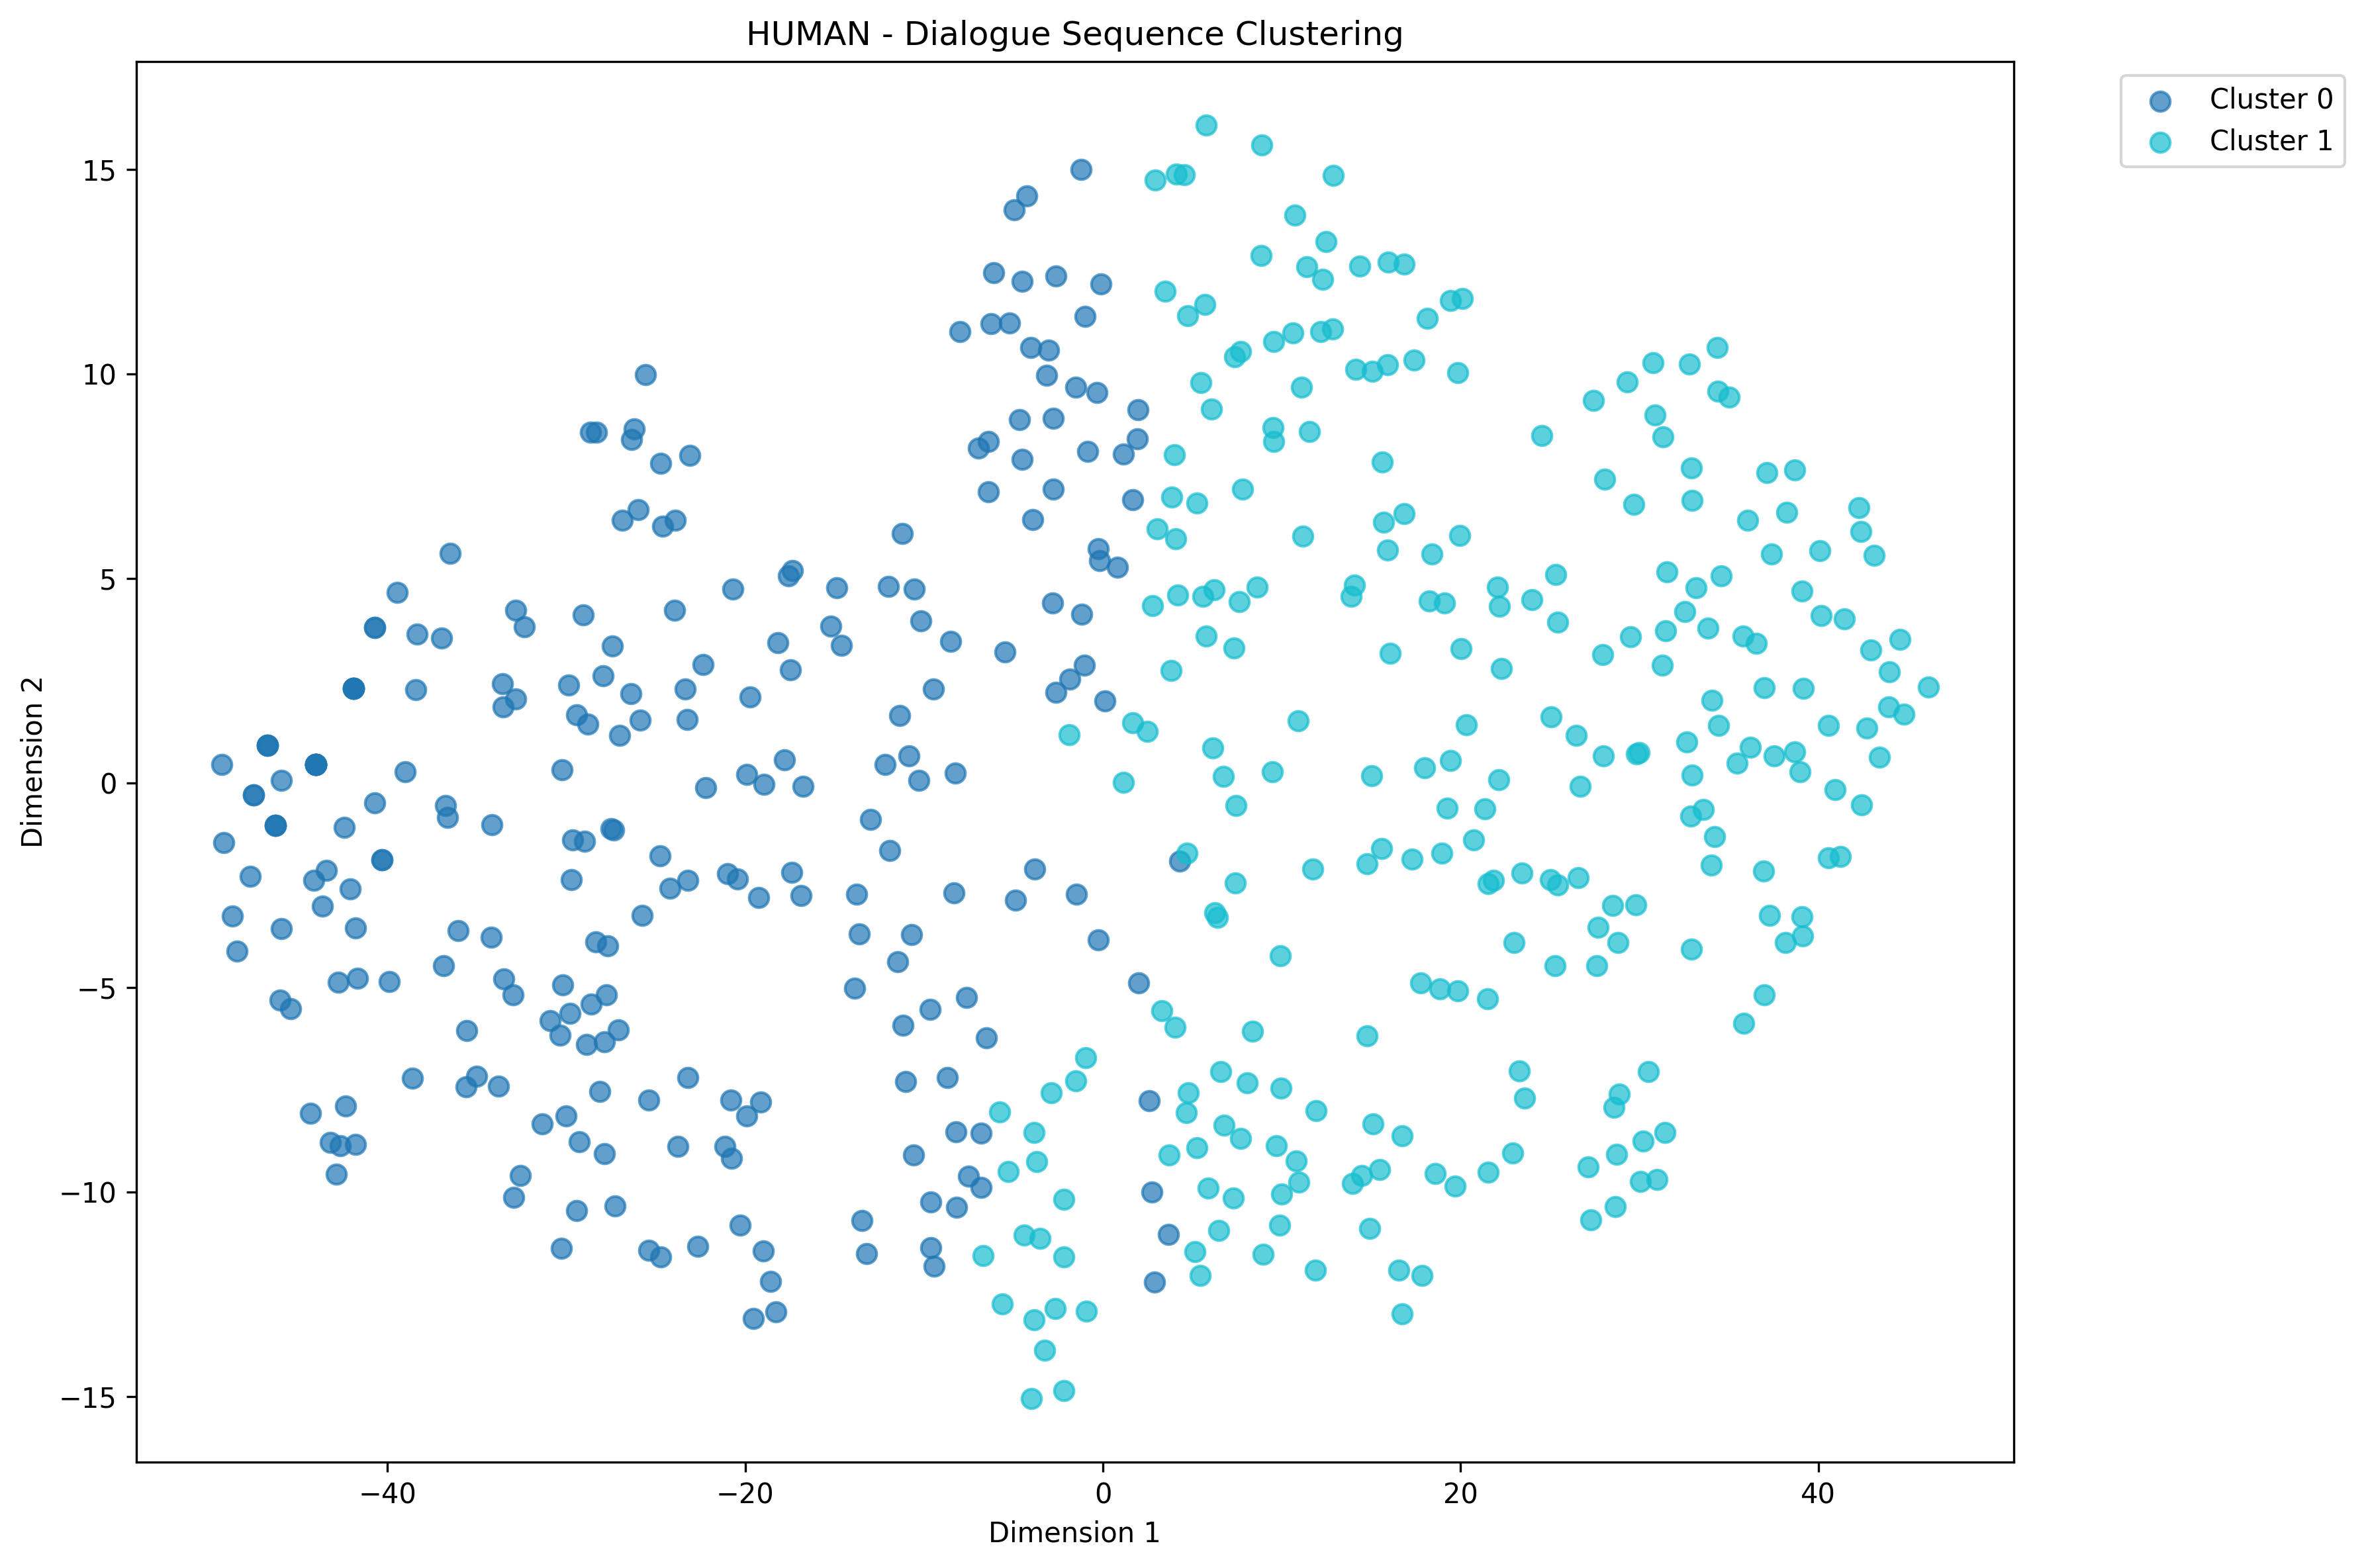 HUMAN - Dialogue Sequence Clustering
Cluster 0
Cluster 1
15
10
5
0
−5
−10
−15
Dimension 2
−40
−20
0
20
40
Dimension 1